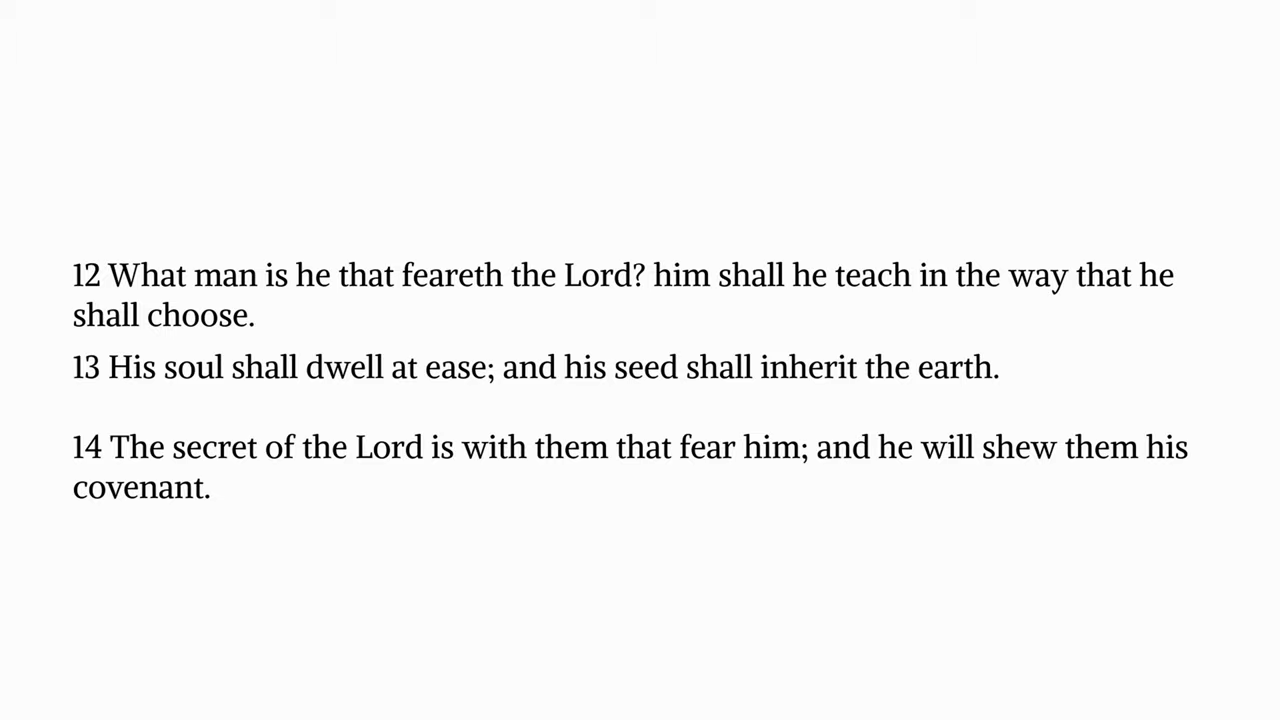 12 What man is he that feareth the Lord? him shall he teach in the way that he
shall choose.
13 His soul shall dwell at ease; and his seed shall inherit the earth.
14 The secret of the Lord is with them that fear him; and he will shew them his
covenant.